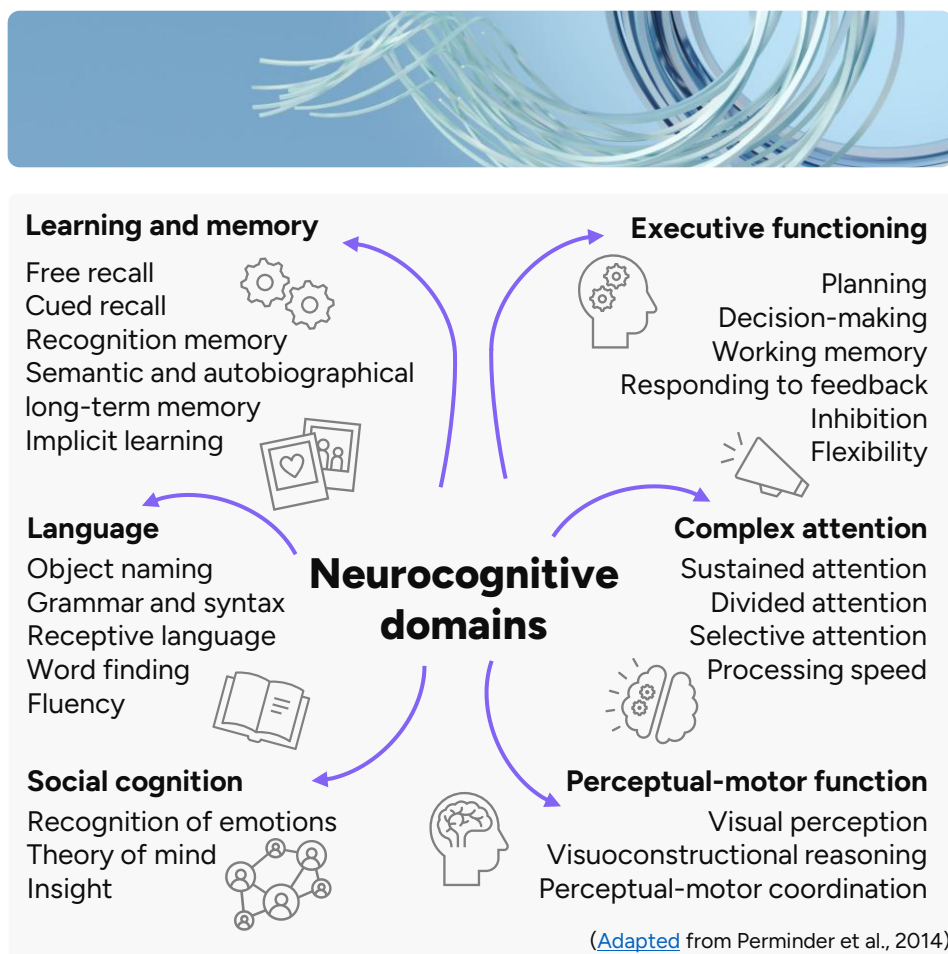 Learning and memory
Free recall
Cued recall
Recognition memory
Semantic and autobiographical
long-term memory
Implicit learning
Executive functioning
Planning
Decision-making
Working memory
Responding to feedback
Inhibition
Flexibility
Language
Object naming
Grammar and syntax
Receptive language
Word finding
Fluency
Neurocognitive
domains
Complex attention
Sustained attention
Divided attention
Selective attention
Processing speed
Social cognition
Recognition of emotions
Theory of mind
Insight
Perceptual-motor function
Visual perception
Visuoconstructional reasoning
Perceptual-motor coordination
(Adapted from Perminder et al., 2014)